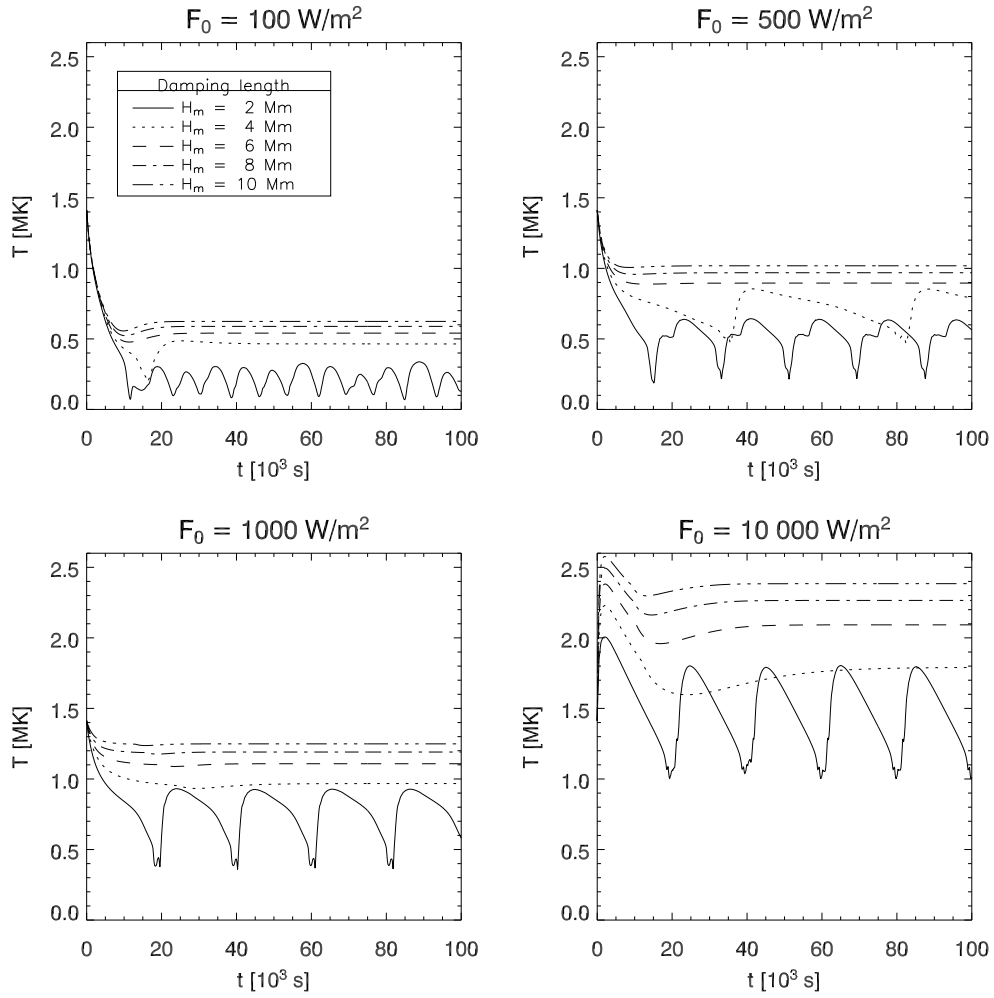 F₀ = 100 W/m²
T [MK]
2.5
2.0
1.5
1.0
0.5
0.0
Damping length
Hₘ = 2 Mm
Hₘ = 4 Mm
Hₘ = 6 Mm
Hₘ = 8 Mm
Hₘ = 10 Mm
0 20 40 60 80 100
t [10³ s]
F₀ = 500 W/m²
T [MK]
2.5
2.0
1.5
1.0
0.5
0.0
0 20 40 60 80 100
t [10³ s]
F₀ = 1000 W/m²
T [MK]
2.5
2.0
1.5
1.0
0.5
0.0
0 20 40 60 80 100
t [10³ s]
F₀ = 10 000 W/m²
T [MK]
2.5
2.0
1.5
1.0
0.5
0.0
0 20 40 60 80 100
t [10³ s]